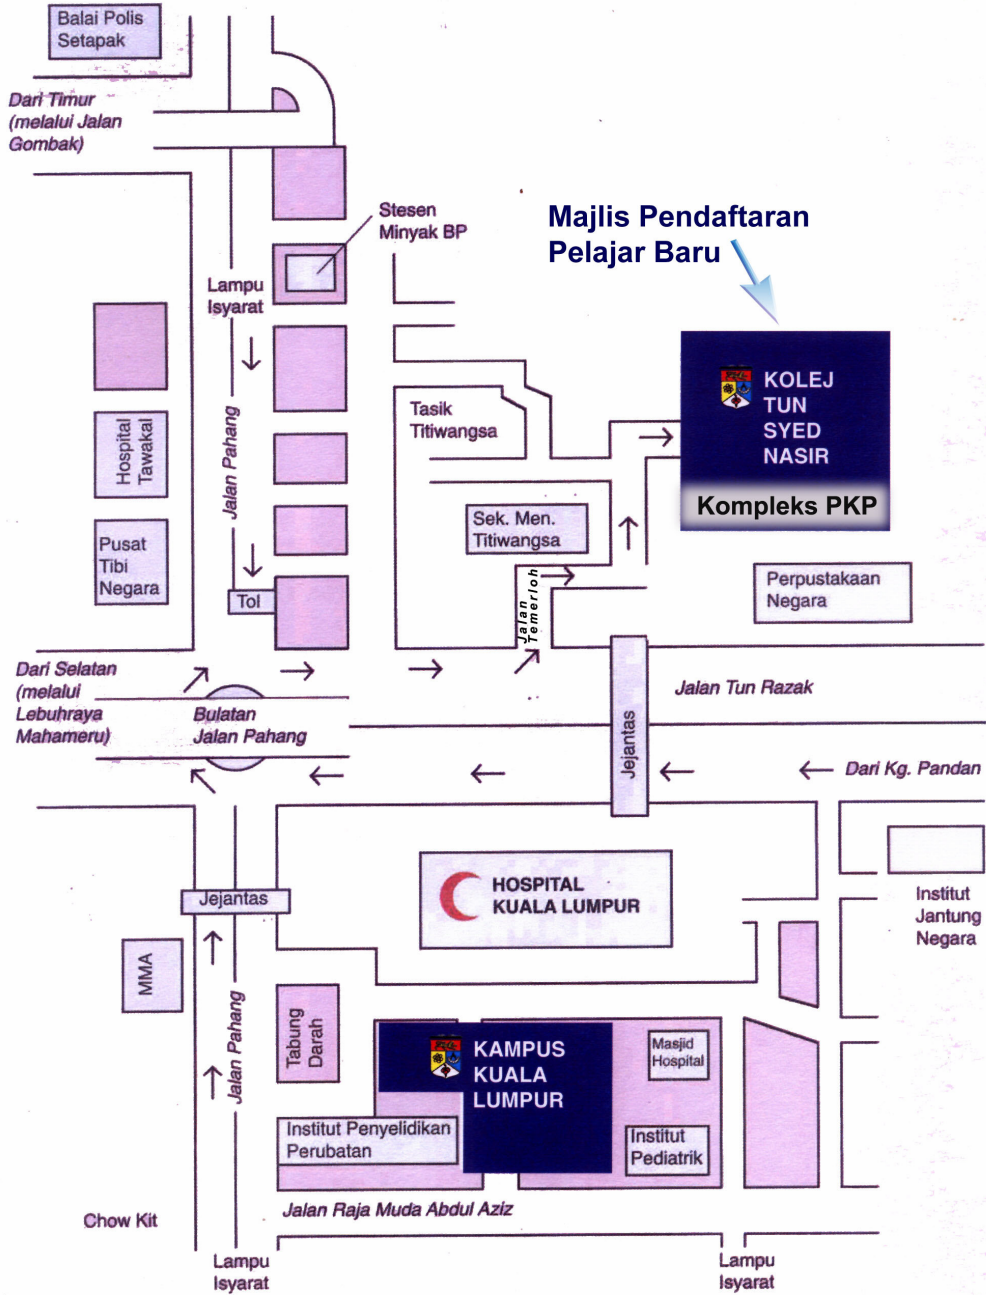 Balai Polis
Setapak
Dari Timur
(melalui Jalan
Gombak)
Stesen
Minyak BP
Majlis Pendaftaran
Pelajar Baru
Lampu
Isyarat
KOLEJ
TUN
SYED
NASIR
Kompleks PKP
Tasik
Titiwangsa
Hospital
Tawakal
Jalan Pahang
Sek. Men.
Titiwangsa
Pusat
Tibi
Negara
Tol
Jalan
Temerloh
Perpustakaan
Negara
Dari Selatan
(melalui
Lebuhraya
Mahameru)
Bulatan
Jalan Pahang
Jalan Tun Razak
Jejantas
Dari Kg. Pandan
HOSPITAL
KUALA LUMPUR
Jejantas
Institut
Jantung
Negara
MMA
Jalan Pahang
Tabung
Darah
KAMPUS
KUALA
LUMPUR
Masjid
Hospital
Institut Penyelidikan
Perubatan
Institut
Pediatrik
Chow Kit
Jalan Raja Muda Abdul Aziz
Lampu
Isyarat
Lampu
Isyarat